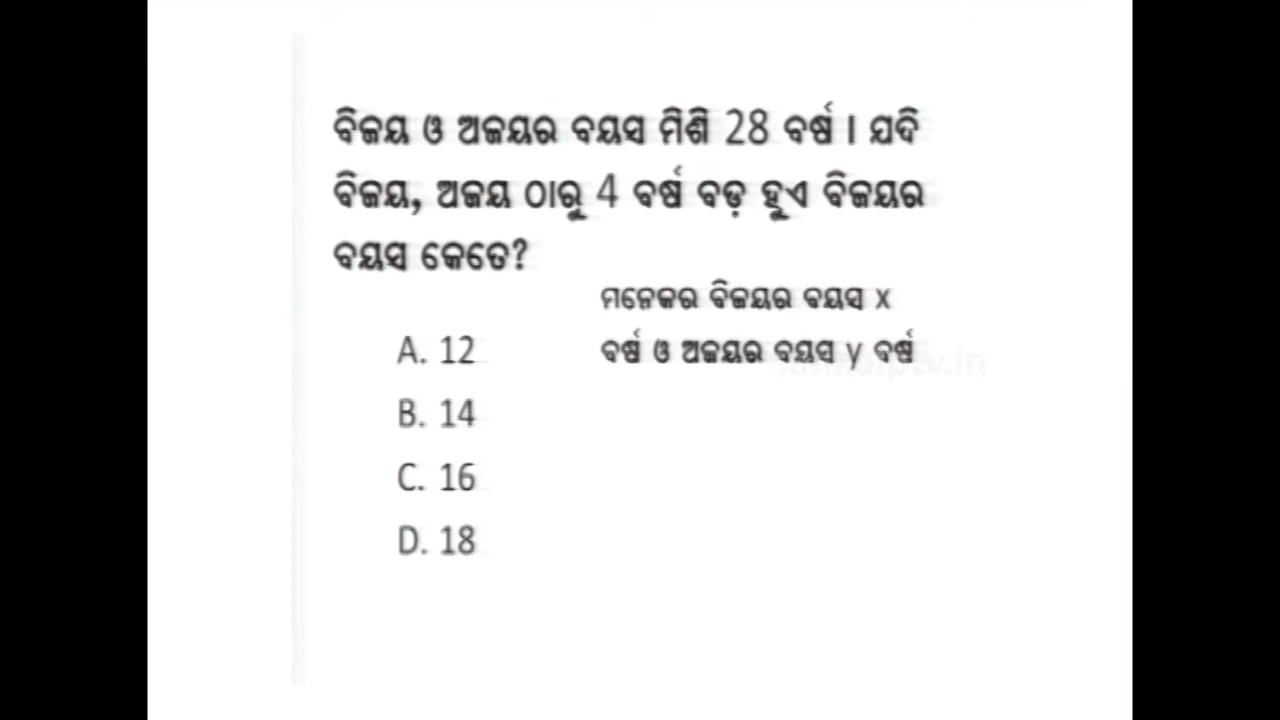 ବିଜୟ ଓ ଅଜୟର ବୟସ ମିଶି 28 ବର୍ଷ । ଯଦି
ବିଜୟ, ଅଜୟ ଠାରୁ 4 ବର୍ଷ ବଡ଼ ହୁଏ ବିଜୟର
ବୟସ କେତେ?
ମନେକର ବିଜୟର ବୟସ x
ବର୍ଷ ଓ ଅଜୟର ବୟସ y ବର୍ଷ
A. 12
B. 14
C. 16
D. 18